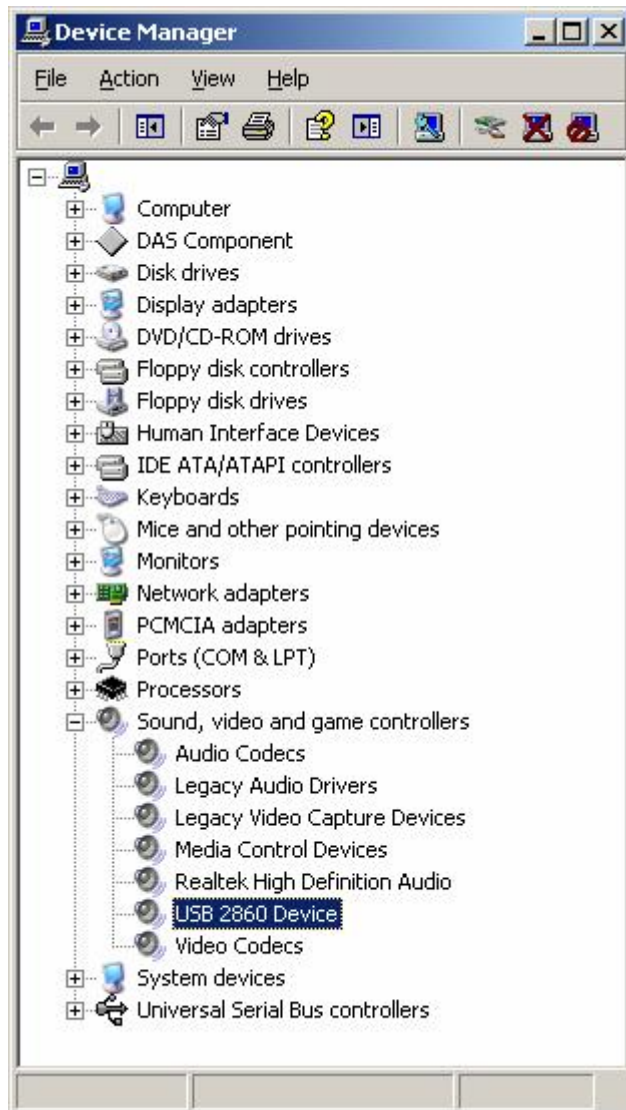 Device Manager
File Action View Help
Computer
DAS Component
Disk drives
Display adapters
DVD/CD-ROM drives
Floppy disk controllers
Floppy disk drives
Human Interface Devices
IDE ATA/ATAPI controllers
Keyboards
Mice and other pointing devices
Monitors
Network adapters
PCMCIA adapters
Ports (COM & LPT)
Processors
Sound, video and game controllers
Audio Codecs
Legacy Audio Drivers
Legacy Video Capture Devices
Media Control Devices
Realtek High Definition Audio
USB 2860 Device
Video Codecs
System devices
Universal Serial Bus controllers